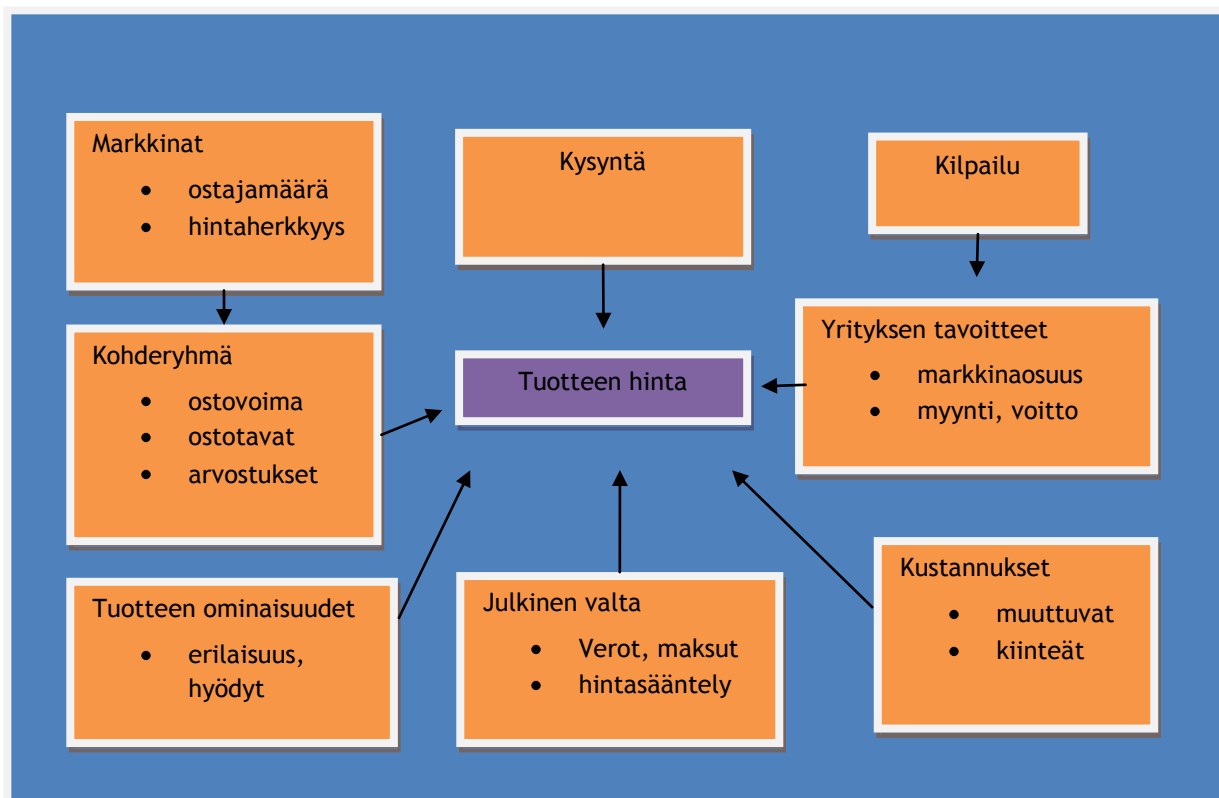 Markkinat
• ostajamäärä
• hintaherkkyys
Kysyntä
Kilpailu
Kohderyhmä
• ostovoima
• ostotavat
• arvostukset
Tuotteen hinta
Yrityksen tavoitteet
• markkinaosuus
• myynti, voitto
Tuotteen ominaisuudet
• erilaisuus,
hyödyt
Julkinen valta
• Verot, maksut
• hintasääntely
Kustannukset
• muuttuvat
• kiinteät